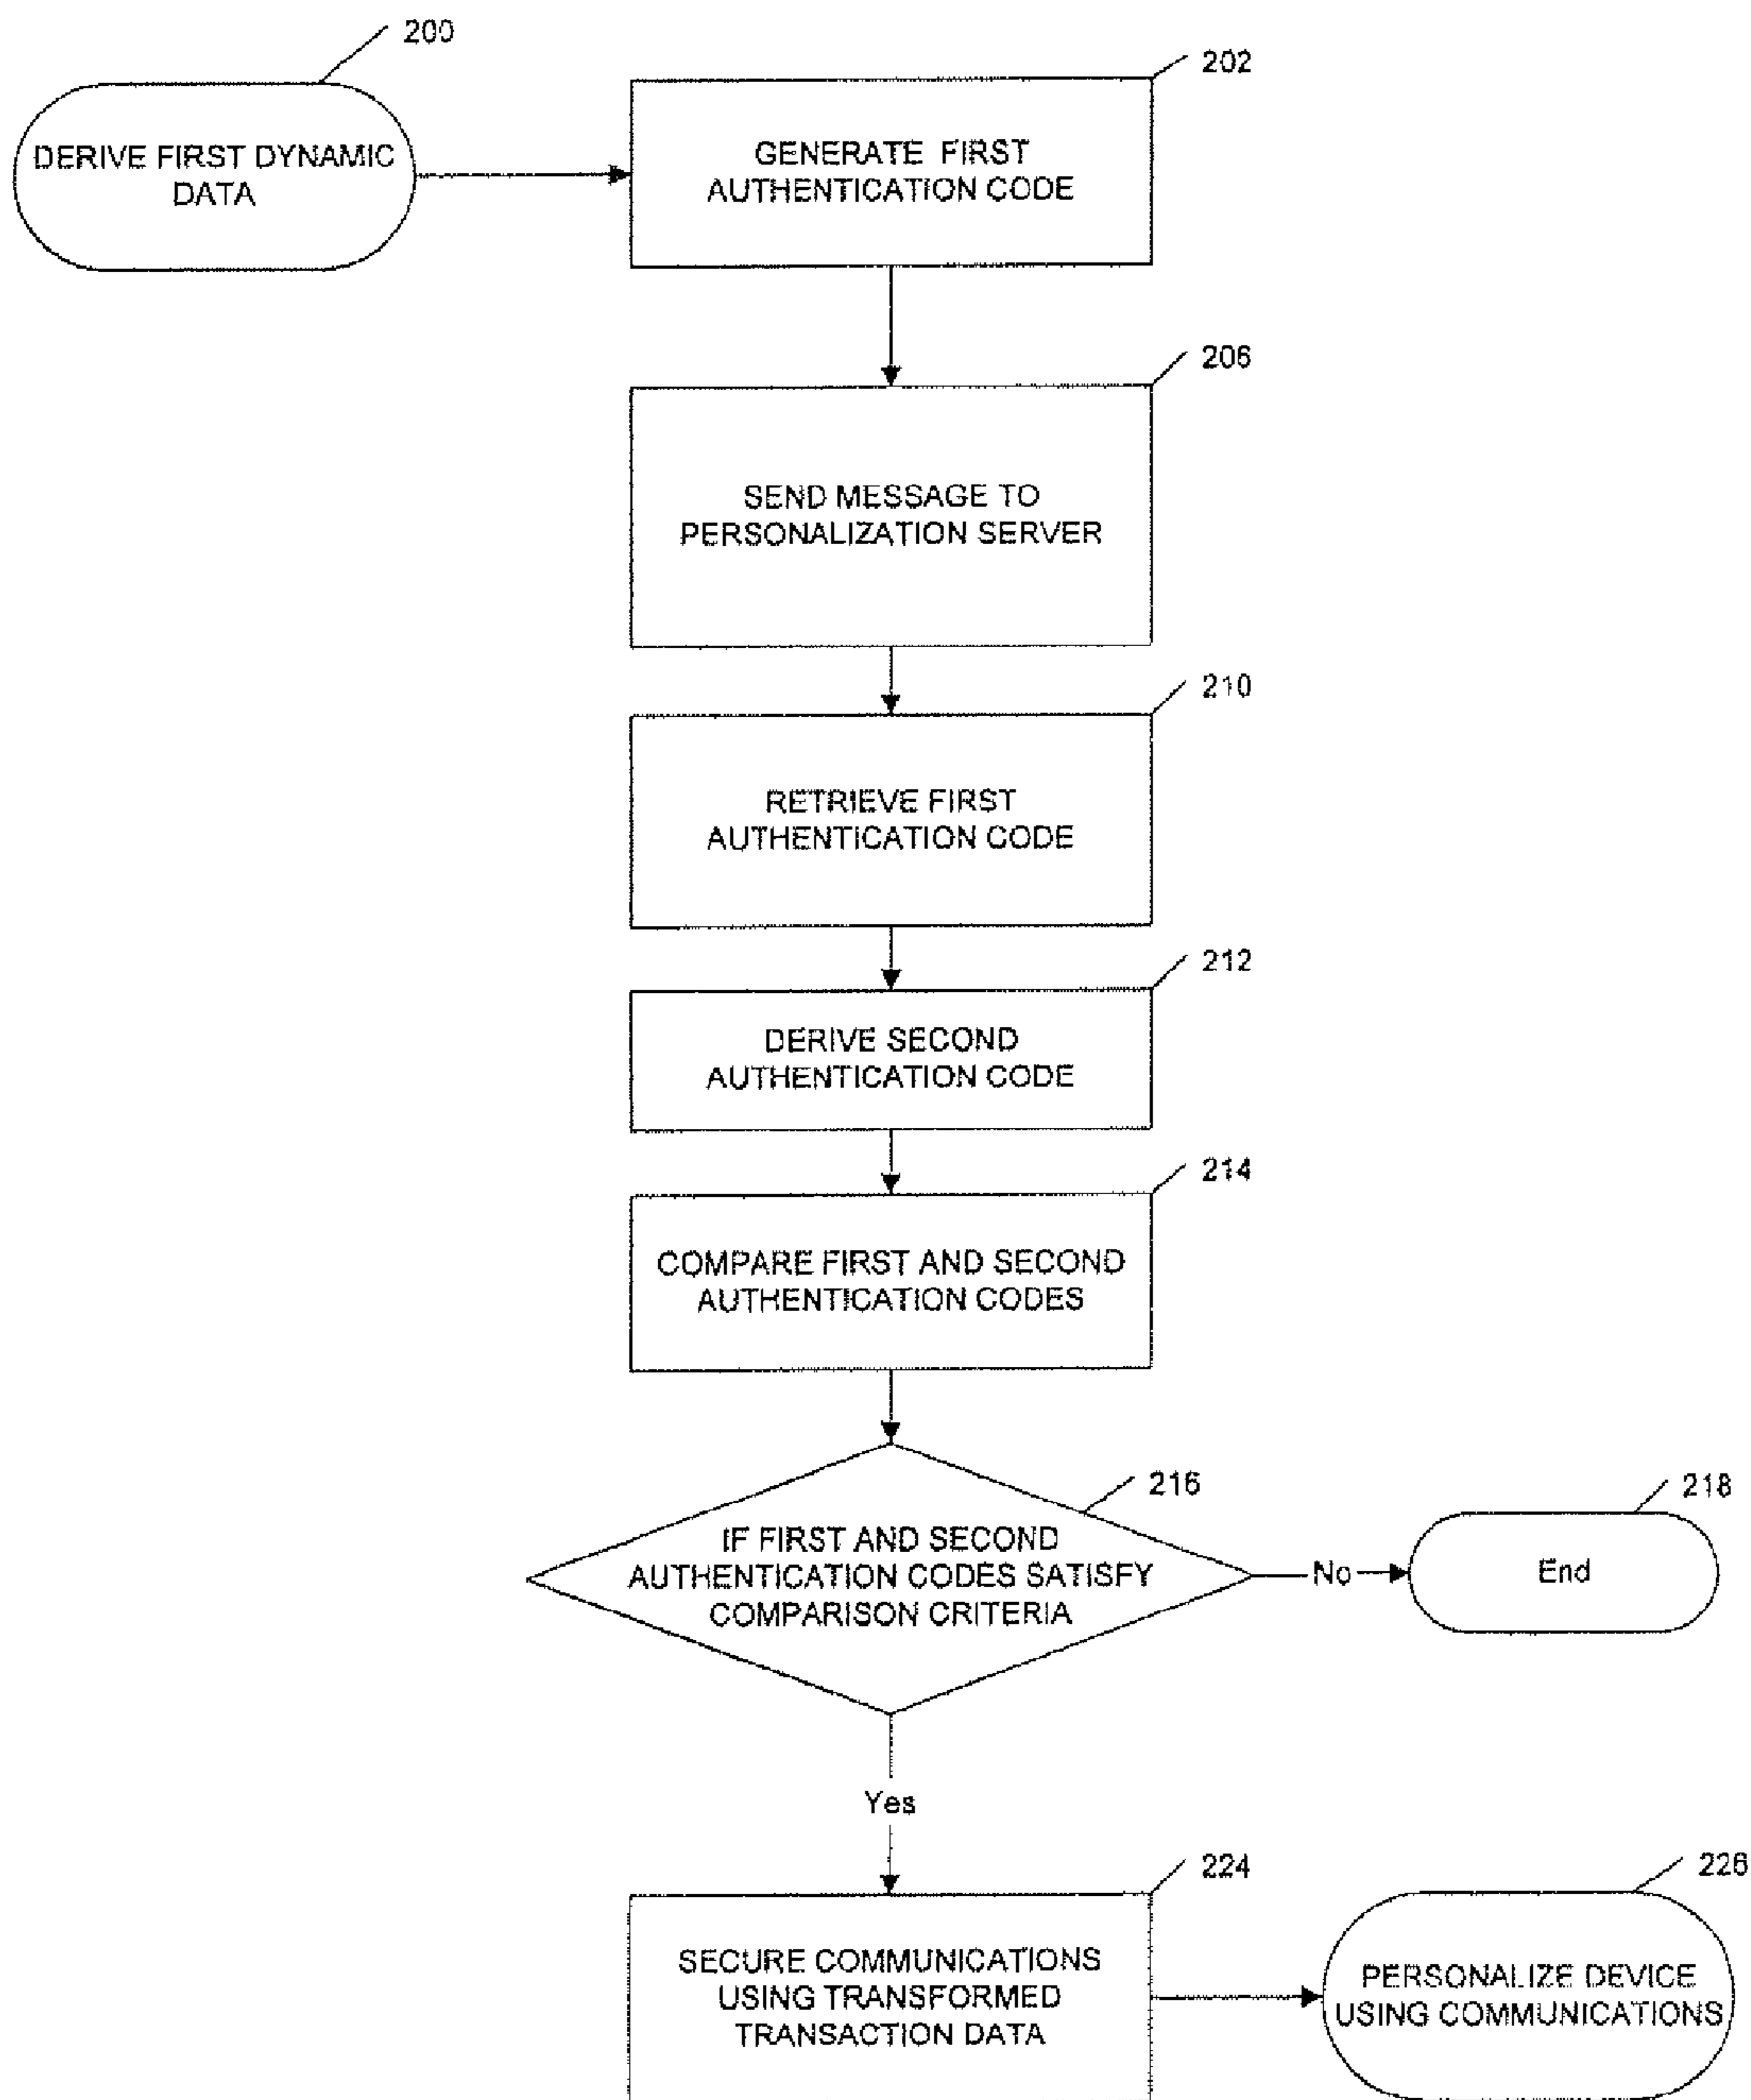 200
DERIVE FIRST DYNAMIC
DATA
202
GENERATE FIRST
AUTHENTICATION CODE
206
SEND MESSAGE TO
PERSONALIZATION SERVER
210
RETRIEVE FIRST
AUTHENTICATION CODE
212
DERIVE SECOND
AUTHENTICATION CODE
214
COMPARE FIRST AND SECOND
AUTHENTICATION CODES
216
IF FIRST AND SECOND
AUTHENTICATION CODES SATISFY
COMPARISON CRITERIA
No
218
End
Yes
224
SECURE COMMUNICATIONS
USING TRANSFORMED
TRANSACTION DATA
226
PERSONALIZE DEVICE
USING COMMUNICATIONS